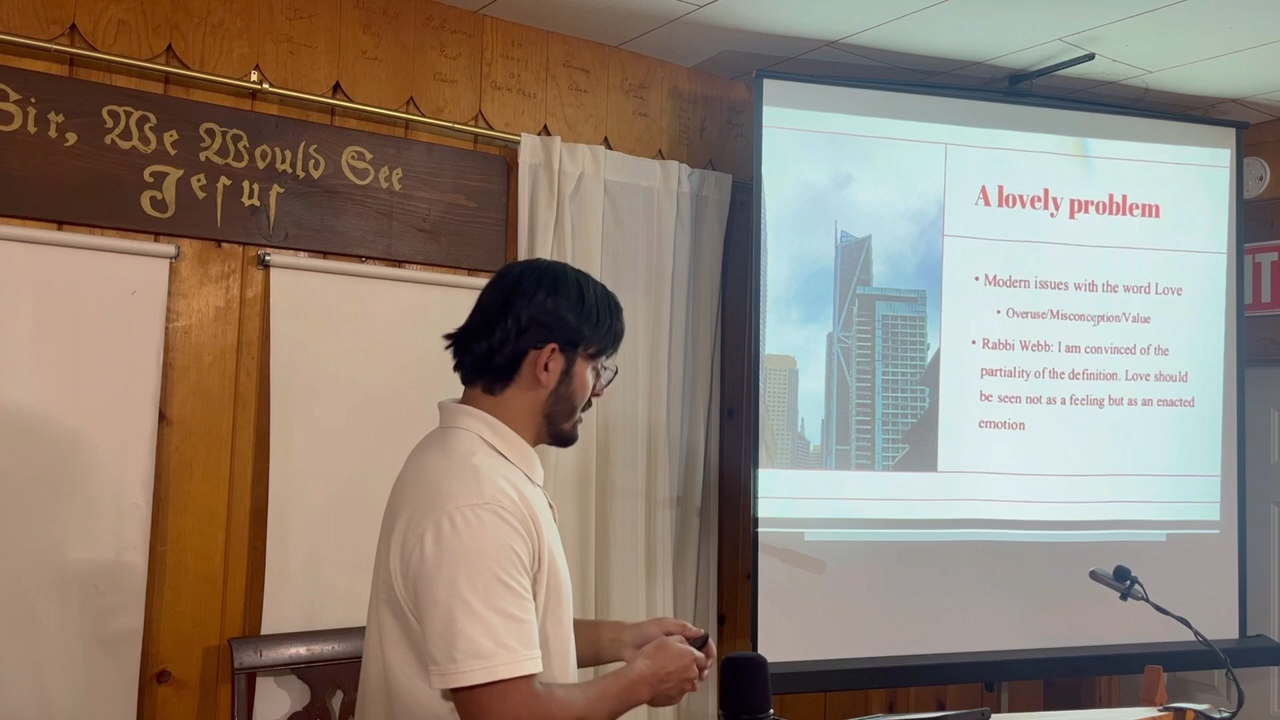 Sir, We Would See
Jesus
A lovely problem
• Modern issues with the word Love
• Overuse/Misconception/Value
• Rabbi Webb: I am convinced of the
partiality of the definition. Love should
be seen not as a feeling but as an enacted
emotion
IT